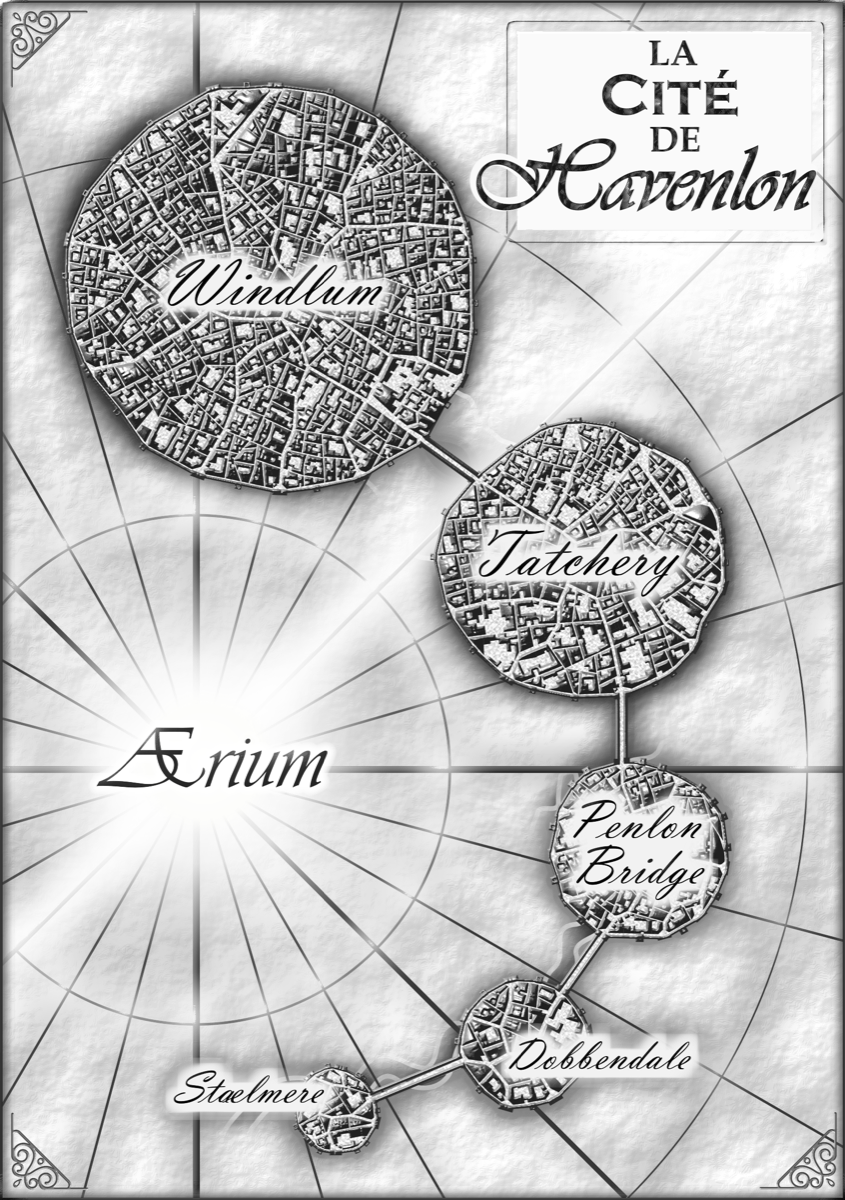 LA
CITÉ
DE
Havenlon
Windlum
Tatchery
Ærium
Penlon
Bridge
Dobbendale
Stælmere